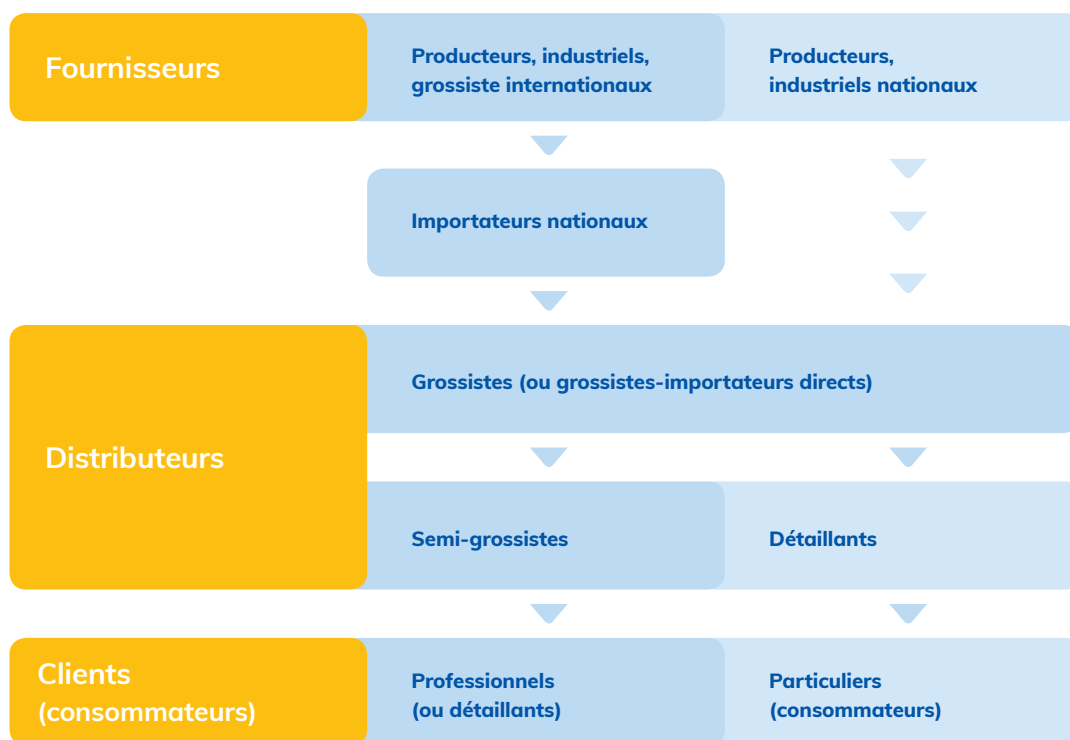 Fournisseurs
Producteurs, industriels,
grossiste internationaux
Producteurs,
industriels nationaux
Importateurs nationaux
Distributeurs
Grossistes (ou grossistes-importateurs directs)
Semi-grossistes
Détaillants
Clients
(consommateurs)
Professionnels
(ou détaillants)
Particuliers
(consommateurs)